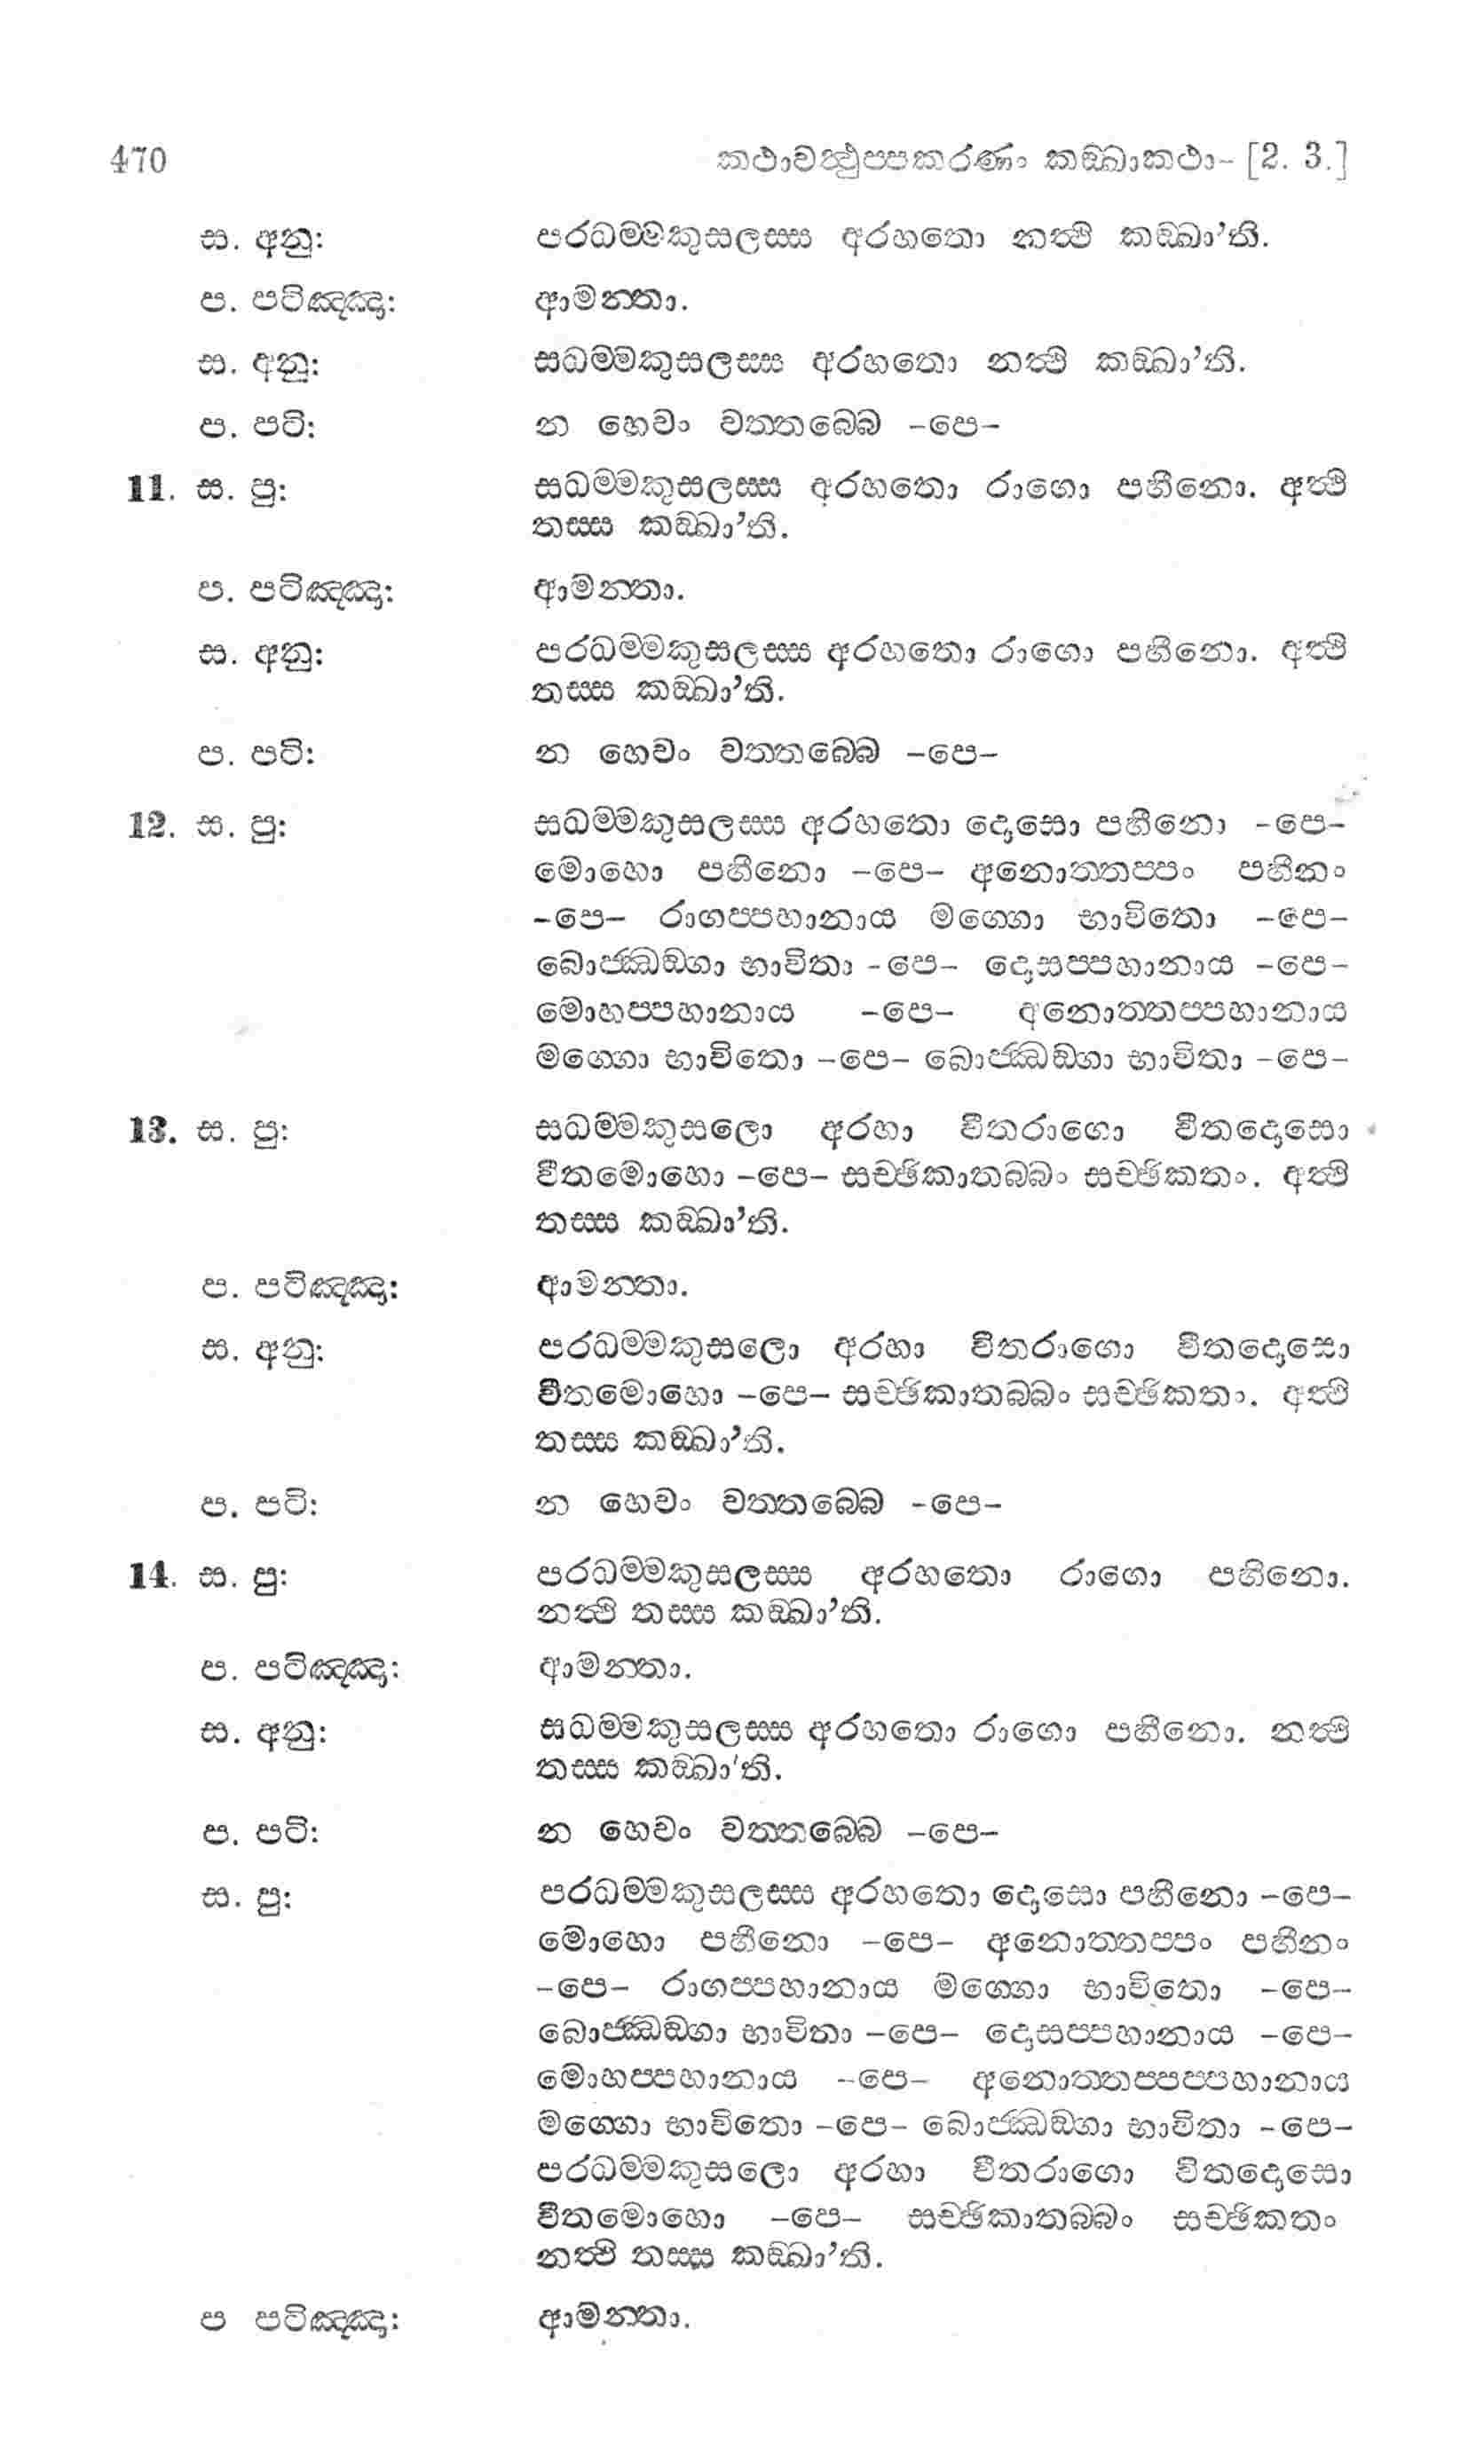 470 කථාවත්‍ථුප‍්පකරණං කඞ‍්ඛාකථා- [2. 3.]
ස. අනු: පරධම‍්මකුසලස‍්ස අරහතො නත්‍ථි කඞ‍්ඛා’ති.
ප. පටිඤ‍්ඤා: ආමන‍්තා.
ස. අනු: සධම‍්මකුසලස‍්ස අරහතො නත්‍ථි කඞ‍්ඛා’ති.
ප. පටි: න හෙවං වත‍්තබ‍්බෙ -පෙ-
11. ස. පු: සධම‍්මකුසලස‍්ස අරහතො රාගො පහීනො. අත්‍ථි
තස‍්ස කඞ‍්ඛා’ති.
ප. පටිඤ‍්ඤා: ආමන‍්තා.
ස. අනු: පරධම‍්මකුසලස‍්ස අරහතො රාගො පහීනො. අත්‍ථි
තස‍්ස කඞ‍්ඛා’ති.
ප. පටි: න හෙවං වත‍්තබ‍්බෙ -පෙ-
12. ස. පු: සධම‍්මකුසලස‍්ස අරහතො දොසො පහීනො -පෙ-
මොහො පහීනො -පෙ- අනොත‍්තප‍්පං පහීනං
-පෙ- රාගප‍්පහානාය මග‍්ගො භාවිතො -පෙ-
බොජ‍්ඣඞ‍්ගා භාවිතා -පෙ- දොසප‍්පහානාය -පෙ-
මොහප‍්පහානාය -පෙ- අනොත‍්තප‍්පහානාය
මග‍්ගො භාවිතො -පෙ- බොජ‍්ඣඞ‍්ගා භාවිතා -පෙ-
13. ස. පු: සධම‍්මකුසලො අරහා වීතරාගො වීතදොසො
වීතමොහො -පෙ- සච‍්ඡිකාතබ‍්බං සච‍්ඡිකතං. අත්‍ථි
තස‍්ස කඞ‍්ඛා’ති.
ප. පටිඤ‍්ඤා: ආමන‍්තා.
ස. අනු: පරධම‍්මකුසලො අරහා වීතරාගො වීතදොසො
වීතමොහො -පෙ- සච‍්ඡිකාතබ‍්බං සච‍්ඡිකතං. අත්‍ථි
තස‍්ස කඞ‍්ඛා’ති.
ප. පටි: න හෙවං වත‍්තබ‍්බෙ -පෙ-
14. ස. පු: පරධම‍්මකුසලස‍්ස අරහතො රාගො පහීනො.
නත්‍ථි තස‍්ස කඞ‍්ඛා’ති.
ප. පටිඤ‍්ඤා: ආමන‍්තා.
ස. අනු: සධම‍්මකුසලස‍්ස අරහතො රාගො පහීනො. නත්‍ථි
තස‍්ස කඞ‍්ඛා’ති.
ප. පටි: න හෙවං වත‍්තබ‍්බෙ -පෙ-
ස. පු: පරධම‍්මකුසලස‍්ස අරහතො දොසො පහීනො -පෙ-
මොහො පහීනො -පෙ- අනොත‍්තප‍්පං පහීනං
-පෙ- රාගප‍්පහානාය මග‍්ගො භාවිතො -පෙ-
බොජ‍්ඣඞ‍්ගා භාවිතා -පෙ- දොසප‍්පහානාය -පෙ-
මොහප‍්පහානාය -පෙ- අනොත‍්තප‍්පප‍්පහානාය
මග‍්ගො භාවිතො -පෙ- බොජ‍්ඣඞ‍්ගා භාවිතා -පෙ-
පරධම‍්මකුසලො අරහා වීතරාගො විතදොසො
වීතමොහො -පෙ- සච‍්ඡිකාතබ‍්බං සච‍්ඡිකතං
නත්‍ථි තස‍්ස කඞ‍්ඛා’ති.
ප පටිඤ‍්ඤා: ආමන‍්තා.